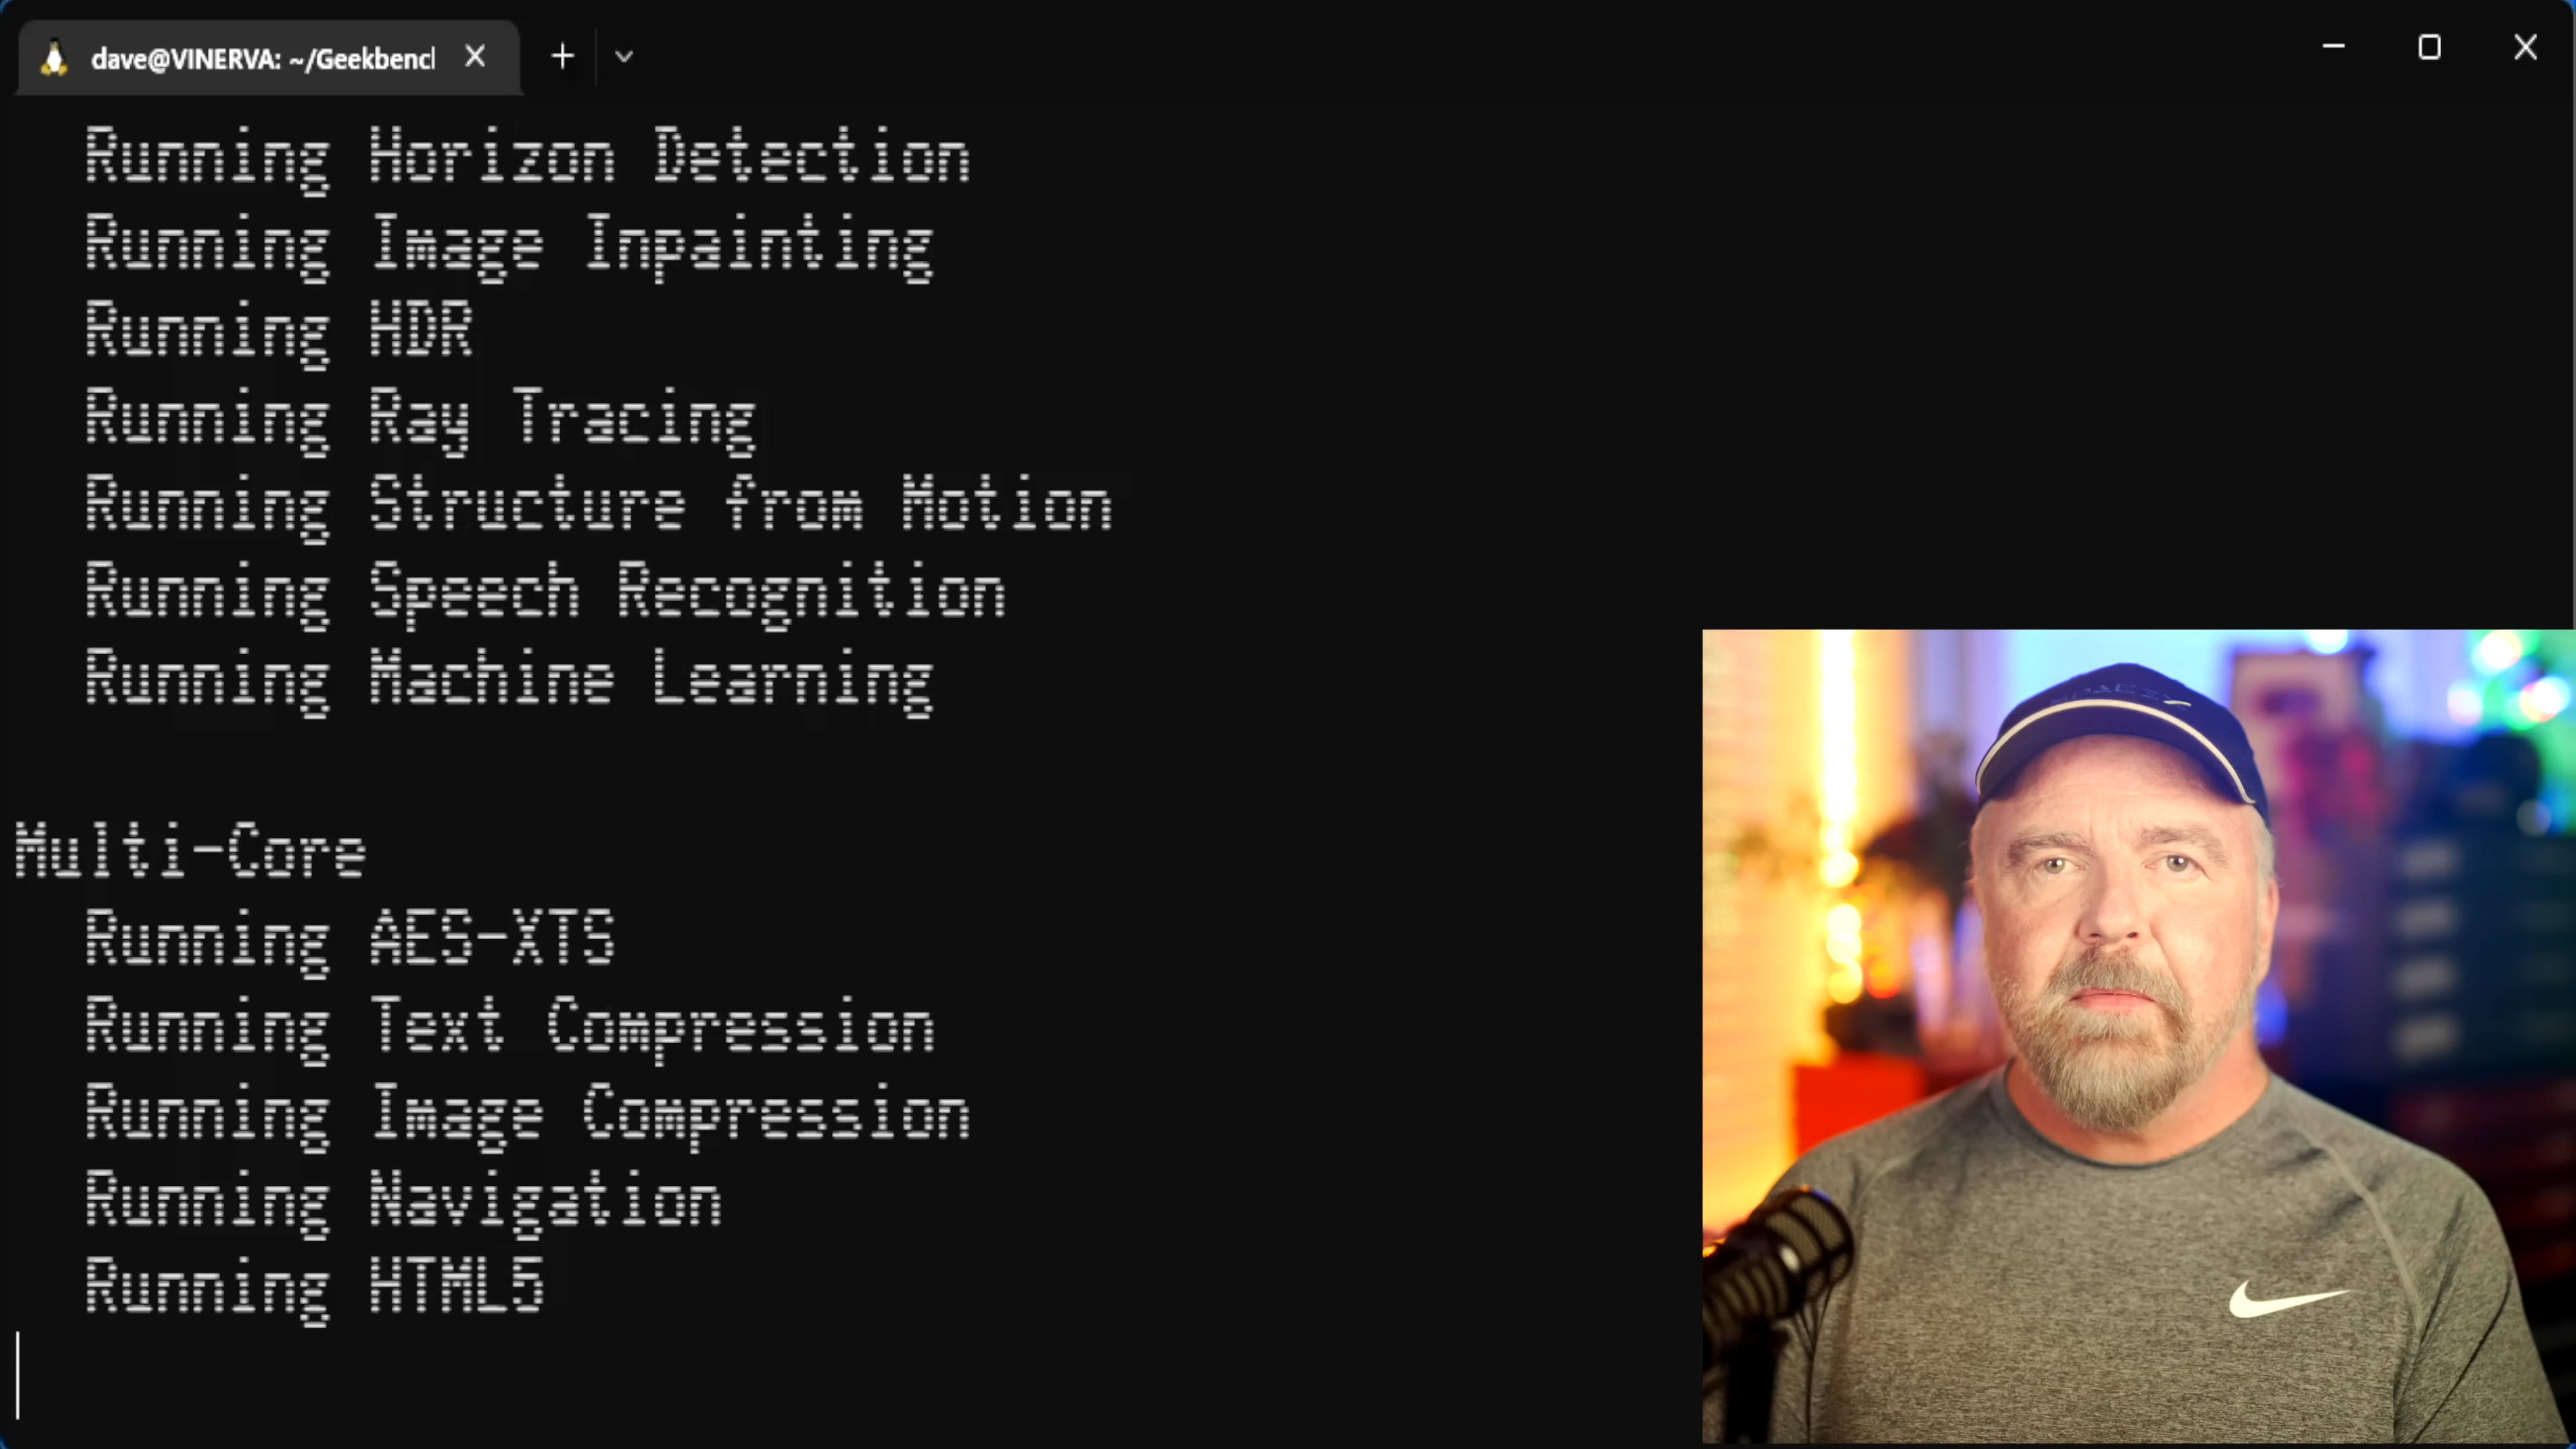 dave@VINERVA: ~/Geekbencl
Running Horizon Detection
Running Image Inpainting
Running HDR
Running Ray Tracing
Running Structure from Motion
Running Speech Recognition
Running Machine Learning
Multi-Core
Running AES-XTS
Running Text Compression
Running Image Compression
Running Navigation
Running HTML5